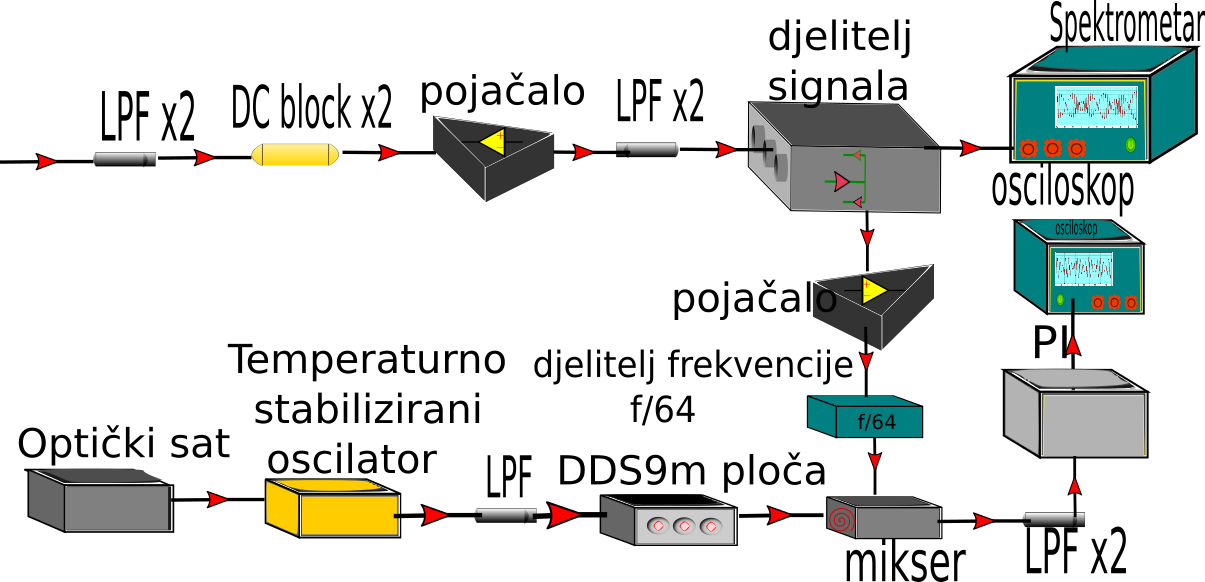 Spektrometar
djelitelj
signala
LPF x2
DC block x2
pojačalo
LPF x2
osciloskop
osciloskop
pojačalo
PI
Temperaturno
stabilizirani
oscilator
djelitelj frekvencije
f/64
f/64
Optički sat
LPF
DDS9m ploča
mikser
LPF x2